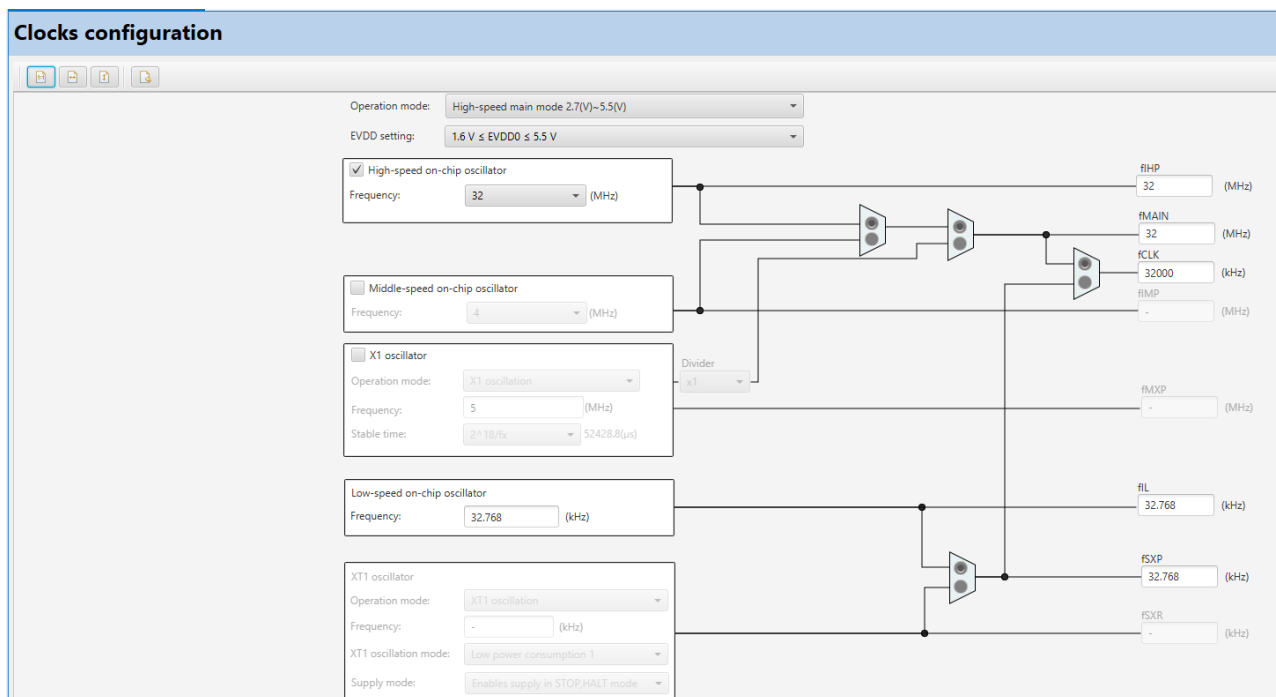 Clocks configuration
Operation mode: High-speed main mode 2.7(V)~5.5(V)
EVDD setting: 1.6 V ≤ EVDD0 ≤ 5.5 V
High-speed on-chip oscillator
Frequency: 32 (MHz)
fIHP
32 (MHz)
fMAIN
32 (MHz)
fCLK
32000 (kHz)
Middle-speed on-chip oscillator
Frequency: 4 (MHz)
fIMP
- (MHz)
X1 oscillator
Operation mode: X1 oscillation
Frequency: 5 (MHz)
Stable time: 2^18/fx 52428.8(μs)
Divider
x1
fMXP
- (MHz)
Low-speed on-chip oscillator
Frequency: 32.768 (kHz)
fIL
32.768 (kHz)
fSXP
32.768 (kHz)
XT1 oscillator
Operation mode: XT1 oscillation
Frequency: - (kHz)
XT1 oscillation mode: Low power consumption 1
Supply mode: Enables supply in STOP,HALT mode
fSXR
- (kHz)